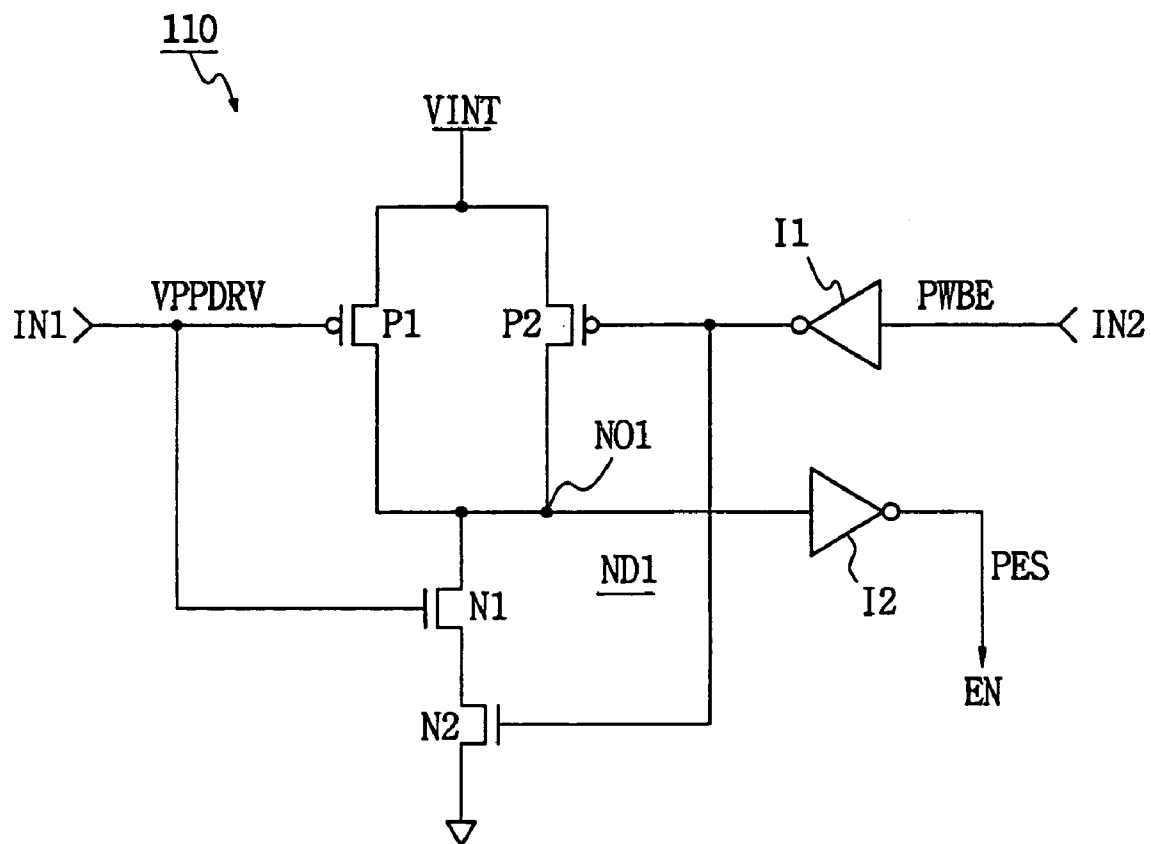 110
VINT
I1
VPPDRV
PWBE
IN1
P1
P2
IN2
NO1
ND1
PES
N1
I2
EN
N2